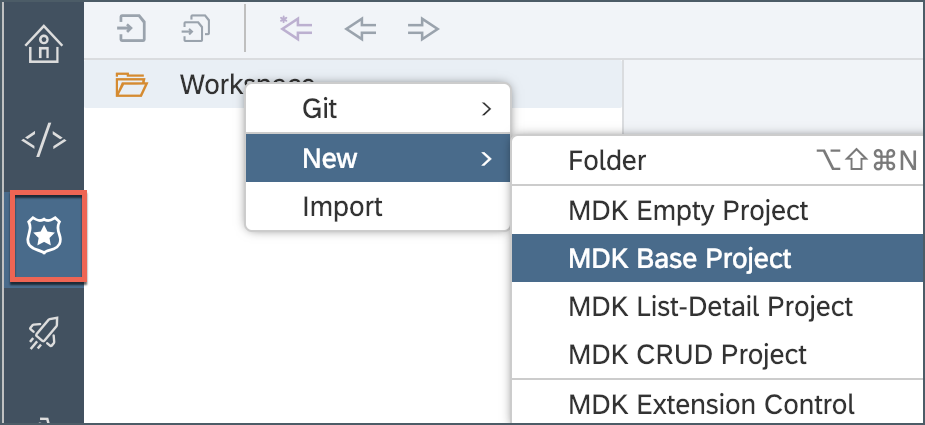 Workspace
Git
New
Import
Folder ⌥⇧⌘N
MDK Empty Project
MDK Base Project
MDK List-Detail Project
MDK CRUD Project
MDK Extension Control